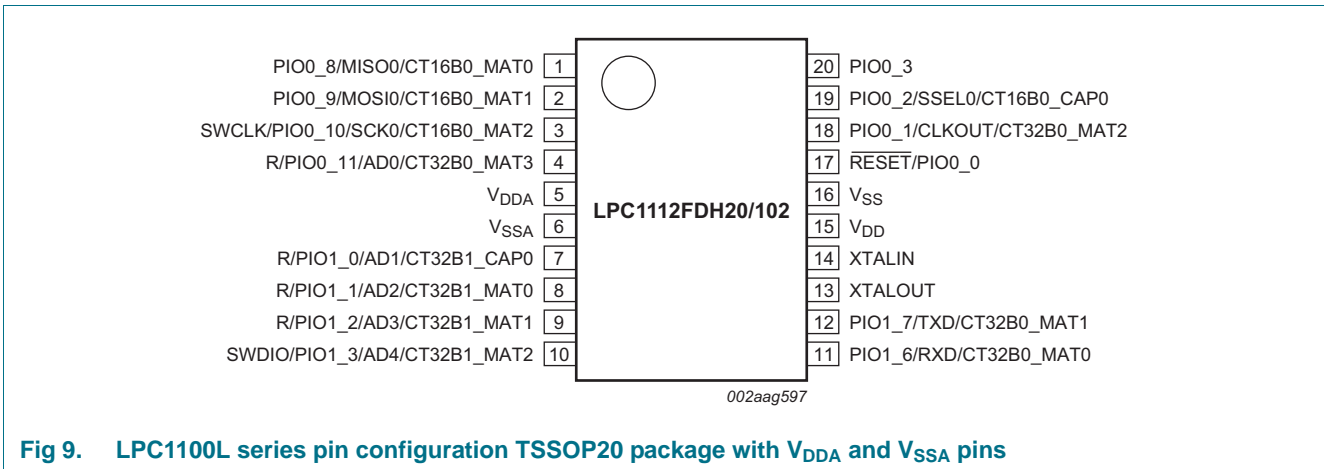 PIO0_8/MISO0/CT16B0_MAT0 1
PIO0_9/MOSI0/CT16B0_MAT1 2
SWCLK/PIO0_10/SCK0/CT16B0_MAT2 3
R/PIO0_11/AD0/CT32B0_MAT3 4
VDDA 5
VSSA 6
R/PIO1_0/AD1/CT32B1_CAP0 7
R/PIO1_1/AD2/CT32B1_MAT0 8
R/PIO1_2/AD3/CT32B1_MAT1 9
SWDIO/PIO1_3/AD4/CT32B1_MAT2 10
LPC1112FDH20/102
20 PIO0_3
19 PIO0_2/SSEL0/CT16B0_CAP0
18 PIO0_1/CLKOUT/CT32B0_MAT2
17 RESET/PIO0_0
16 VSS
15 VDD
14 XTALIN
13 XTALOUT
12 PIO1_7/TXD/CT32B0_MAT1
11 PIO1_6/RXD/CT32B0_MAT0
002aag597
Fig 9. LPC1100L series pin configuration TSSOP20 package with VDDA and VSSA pins